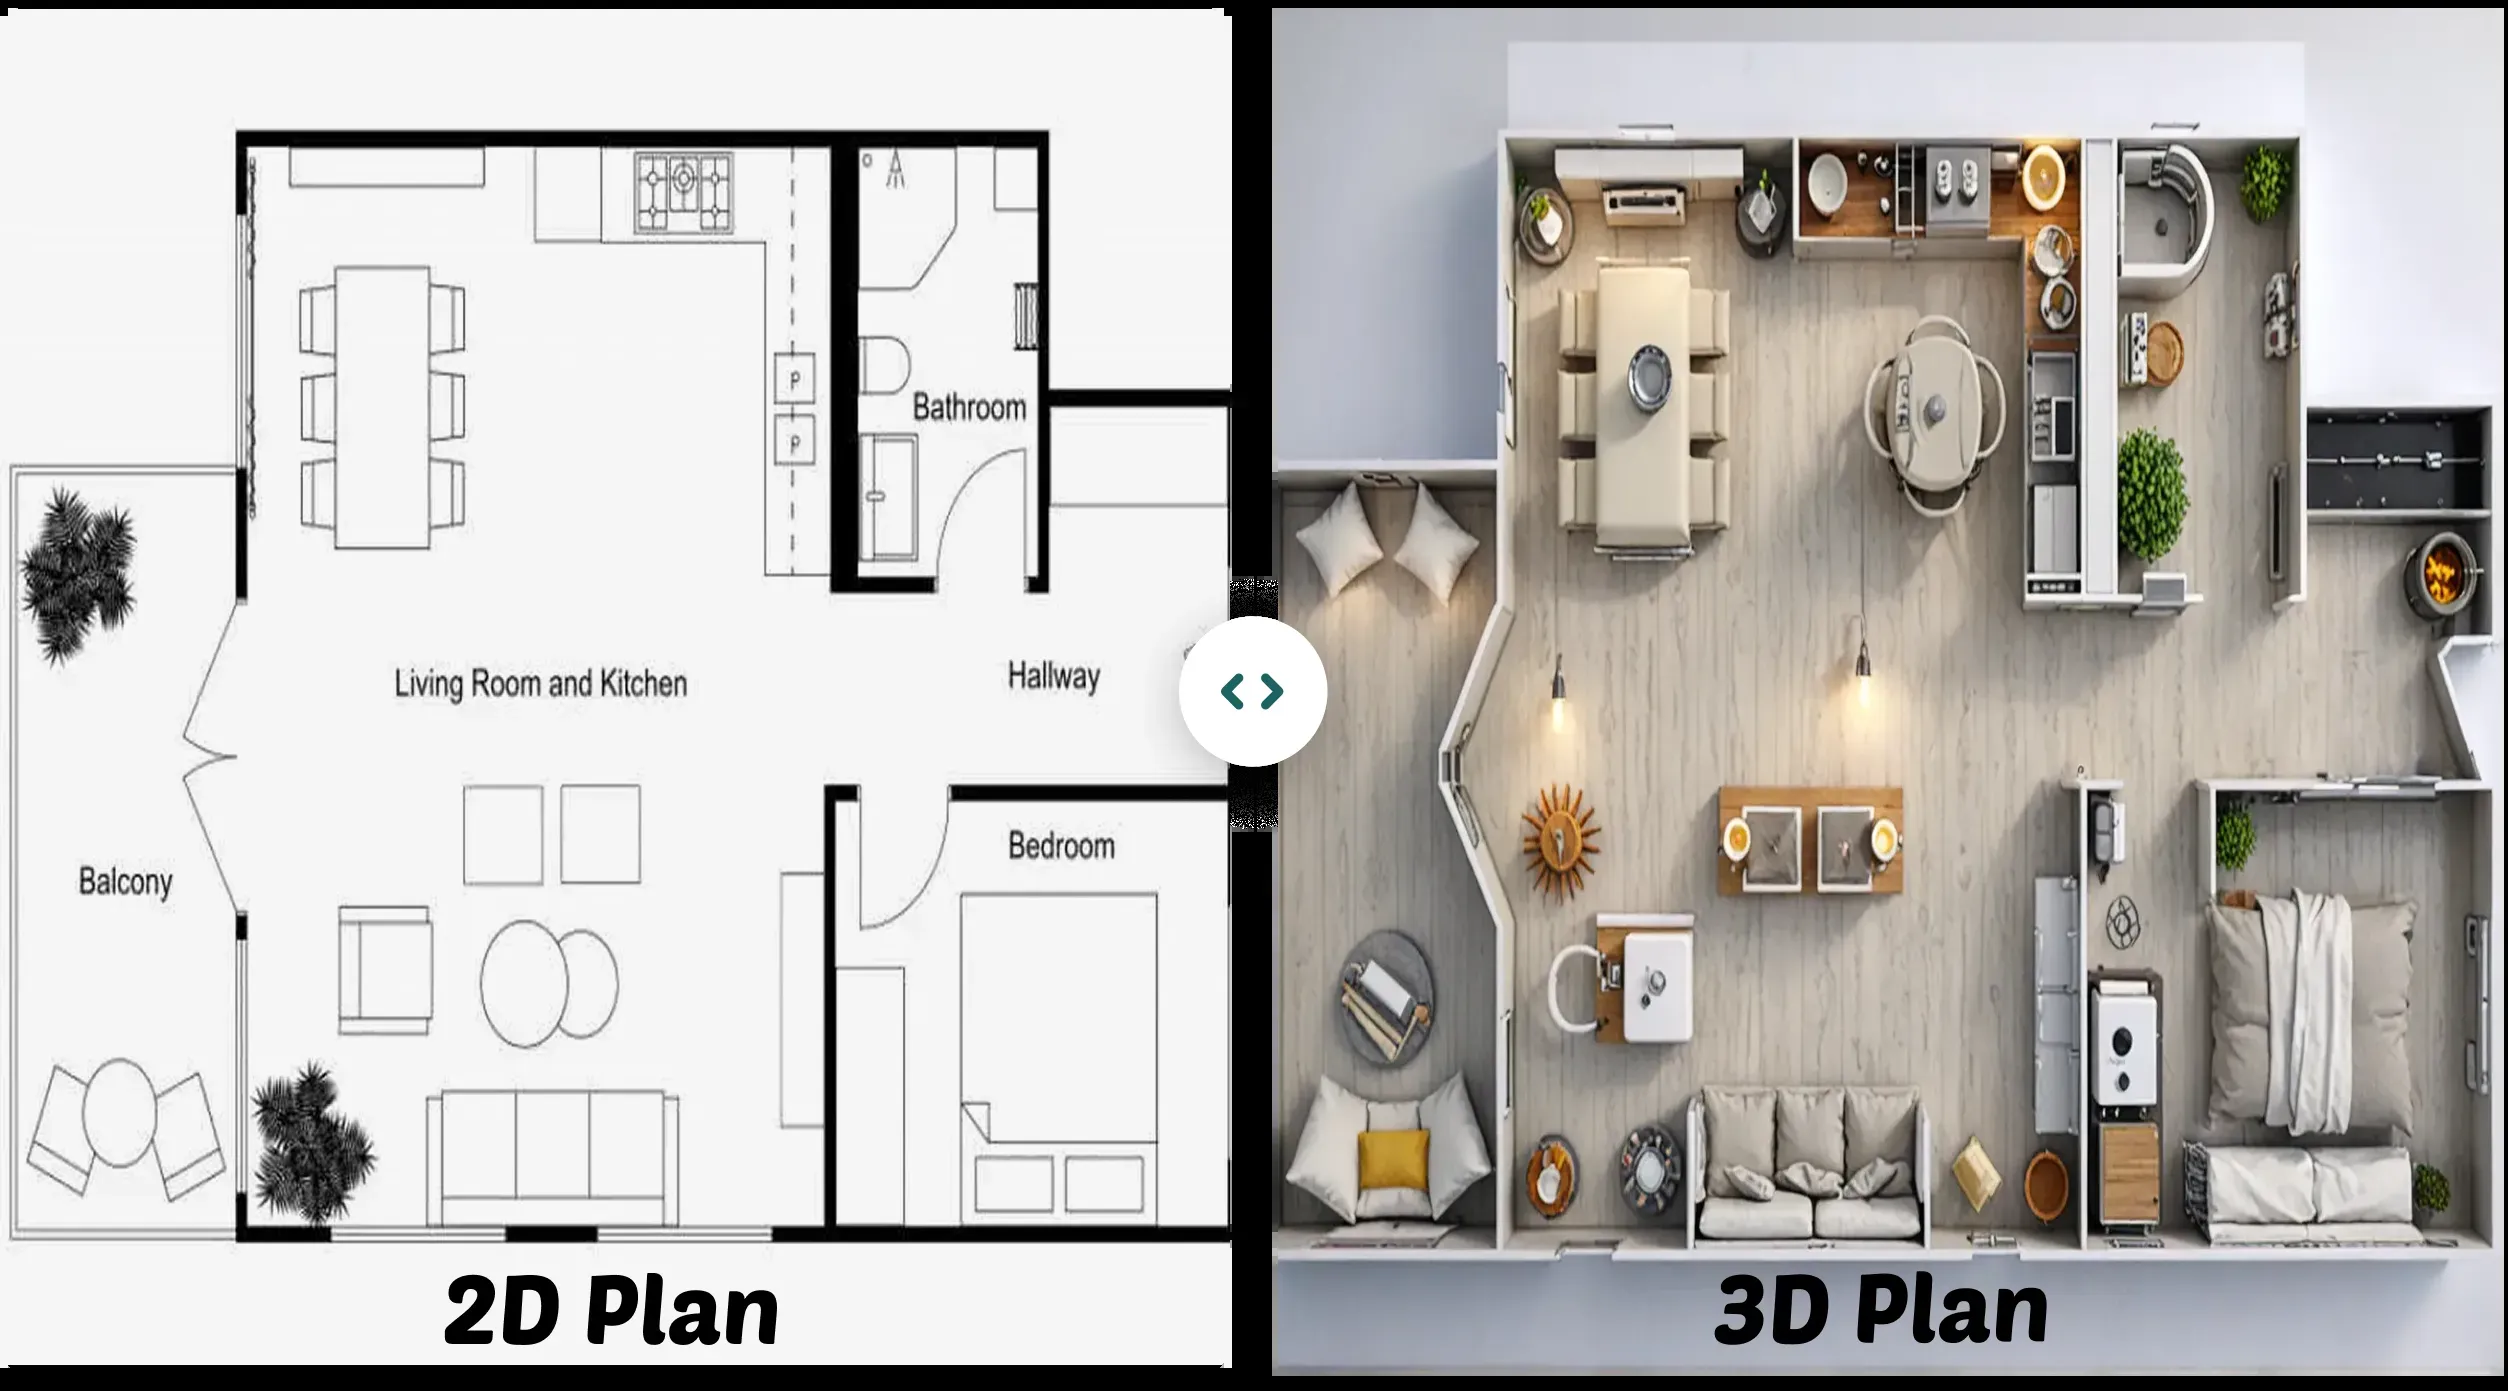 P
P
Bathroom
Living Room and Kitchen
Hallway
Bedroom
Balcony
2D Plan
3D Plan